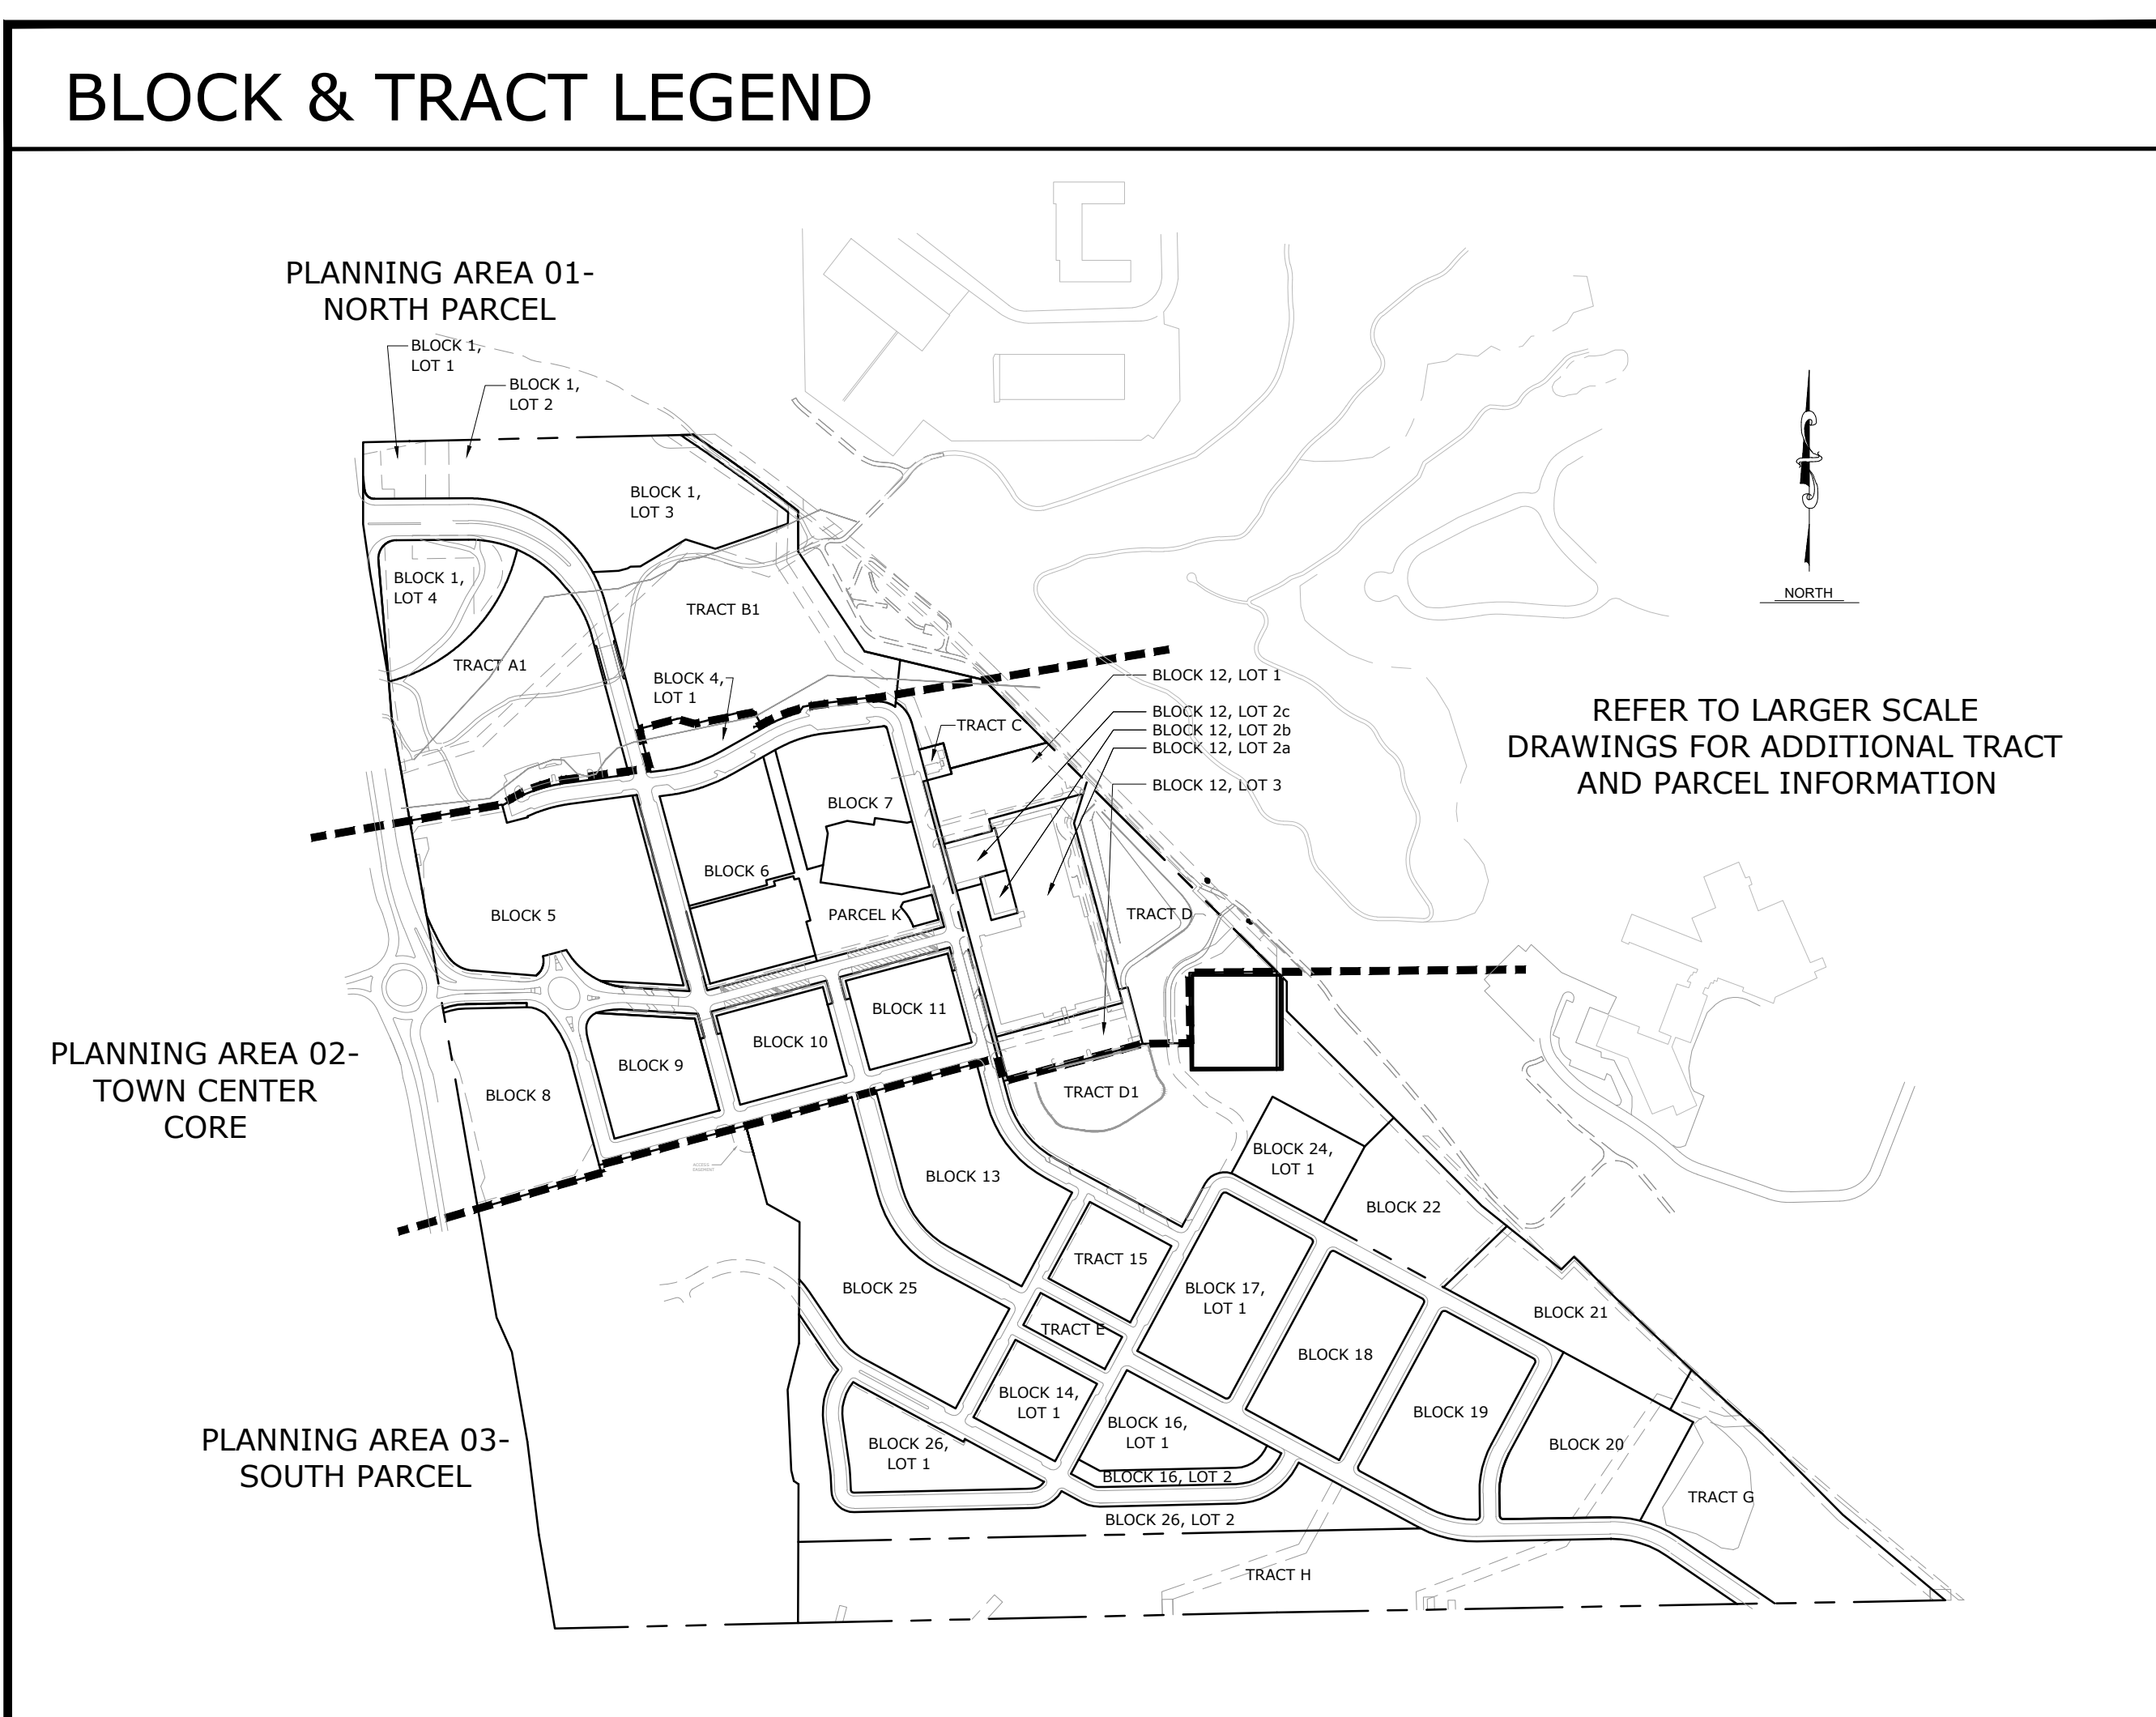 BLOCK & TRACT LEGEND
PLANNING AREA 01-
NORTH PARCEL
BLOCK 1,
LOT 1
BLOCK 1,
LOT 2
BLOCK 1,
LOT 3
BLOCK 1,
LOT 4
TRACT B1
TRACT A1
BLOCK 4,
LOT 1
NORTH
BLOCK 12, LOT 1
BLOCK 12, LOT 2c
BLOCK 12, LOT 2b
BLOCK 12, LOT 2a
BLOCK 12, LOT 3
TRACT C
REFER TO LARGER SCALE
DRAWINGS FOR ADDITIONAL TRACT
AND PARCEL INFORMATION
BLOCK 7
BLOCK 6
BLOCK 5
PARCEL K
TRACT D
BLOCK 11
BLOCK 10
BLOCK 9
BLOCK 8
PLANNING AREA 02-
TOWN CENTER
CORE
TRACT D1
ACCESS
EASEMENT
BLOCK 24,
LOT 1
BLOCK 13
BLOCK 22
TRACT 15
BLOCK 25
BLOCK 17,
LOT 1
BLOCK 21
TRACT E
BLOCK 18
BLOCK 14,
LOT 1
BLOCK 19
BLOCK 16,
LOT 1
BLOCK 20
BLOCK 26,
LOT 1
PLANNING AREA 03-
SOUTH PARCEL
BLOCK 16, LOT 2
TRACT G
BLOCK 26, LOT 2
TRACT H